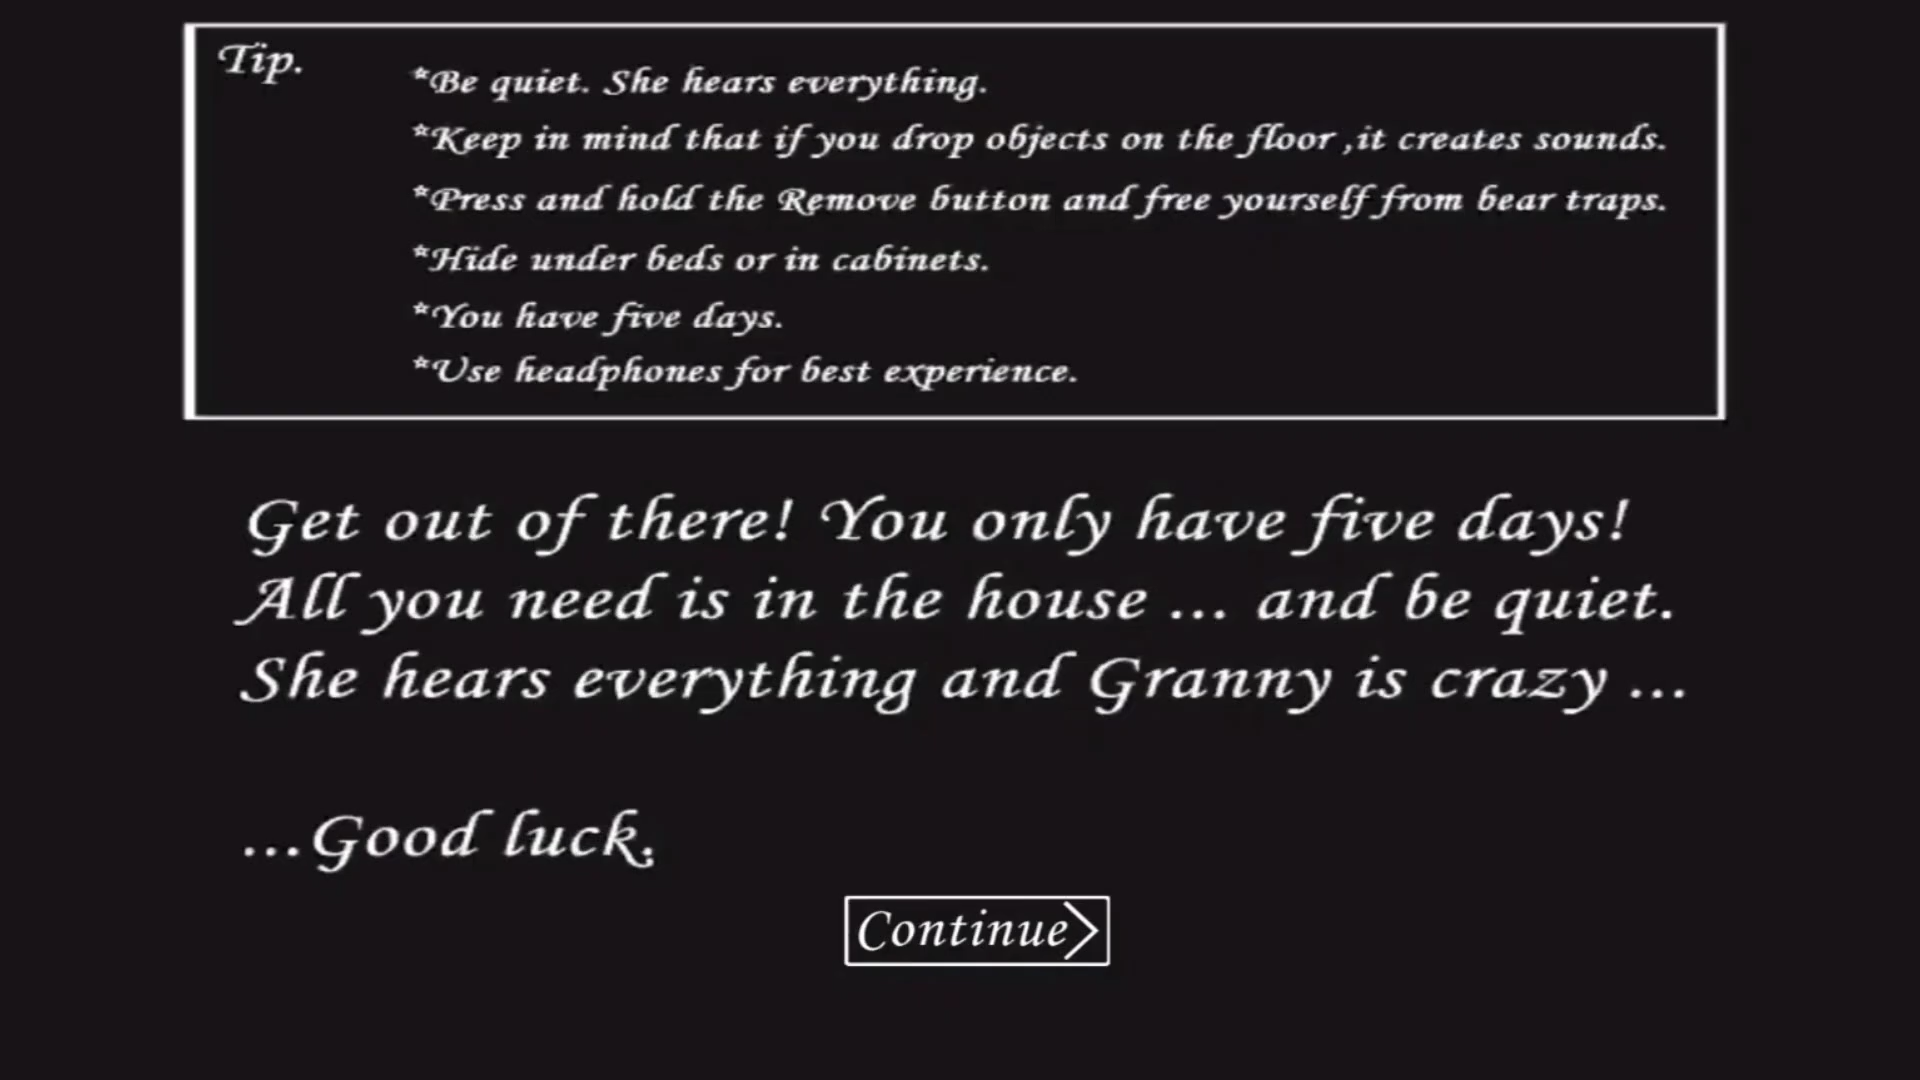 Tip.
*Be quiet. She hears everything.
*Keep in mind that if you drop objects on the floor ,it creates sounds.
*Press and hold the Remove button and free yourself from bear traps.
*Hide under beds or in cabinets.
*You have five days.
*Use headphones for best experience.
Get out of there! You only have five days!
All you need is in the house ... and be quiet.
She hears everything and Granny is crazy ...
...Good luck.
Continue>